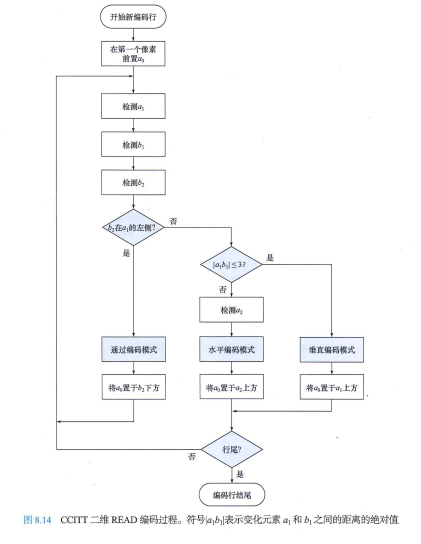 开始新编码行
在第一个像素
前置a₀
检测a₁
检测b₁
检测b₂
b₂在a₁的左侧?
否
是
|a₁b₁|≤3?
是
否
检测a₂
通过编码模式
水平编码模式
垂直编码模式
将a₀置于b₂下方
将a₀置于a₂上方
将a₀置于a₁上方
行尾?
否
是
编码行结尾
图 8.14 CCITT 二维 READ 编码过程。符号|a₁b₁|表示变化元素 a₁ 和 b₁ 之间的距离的绝对值